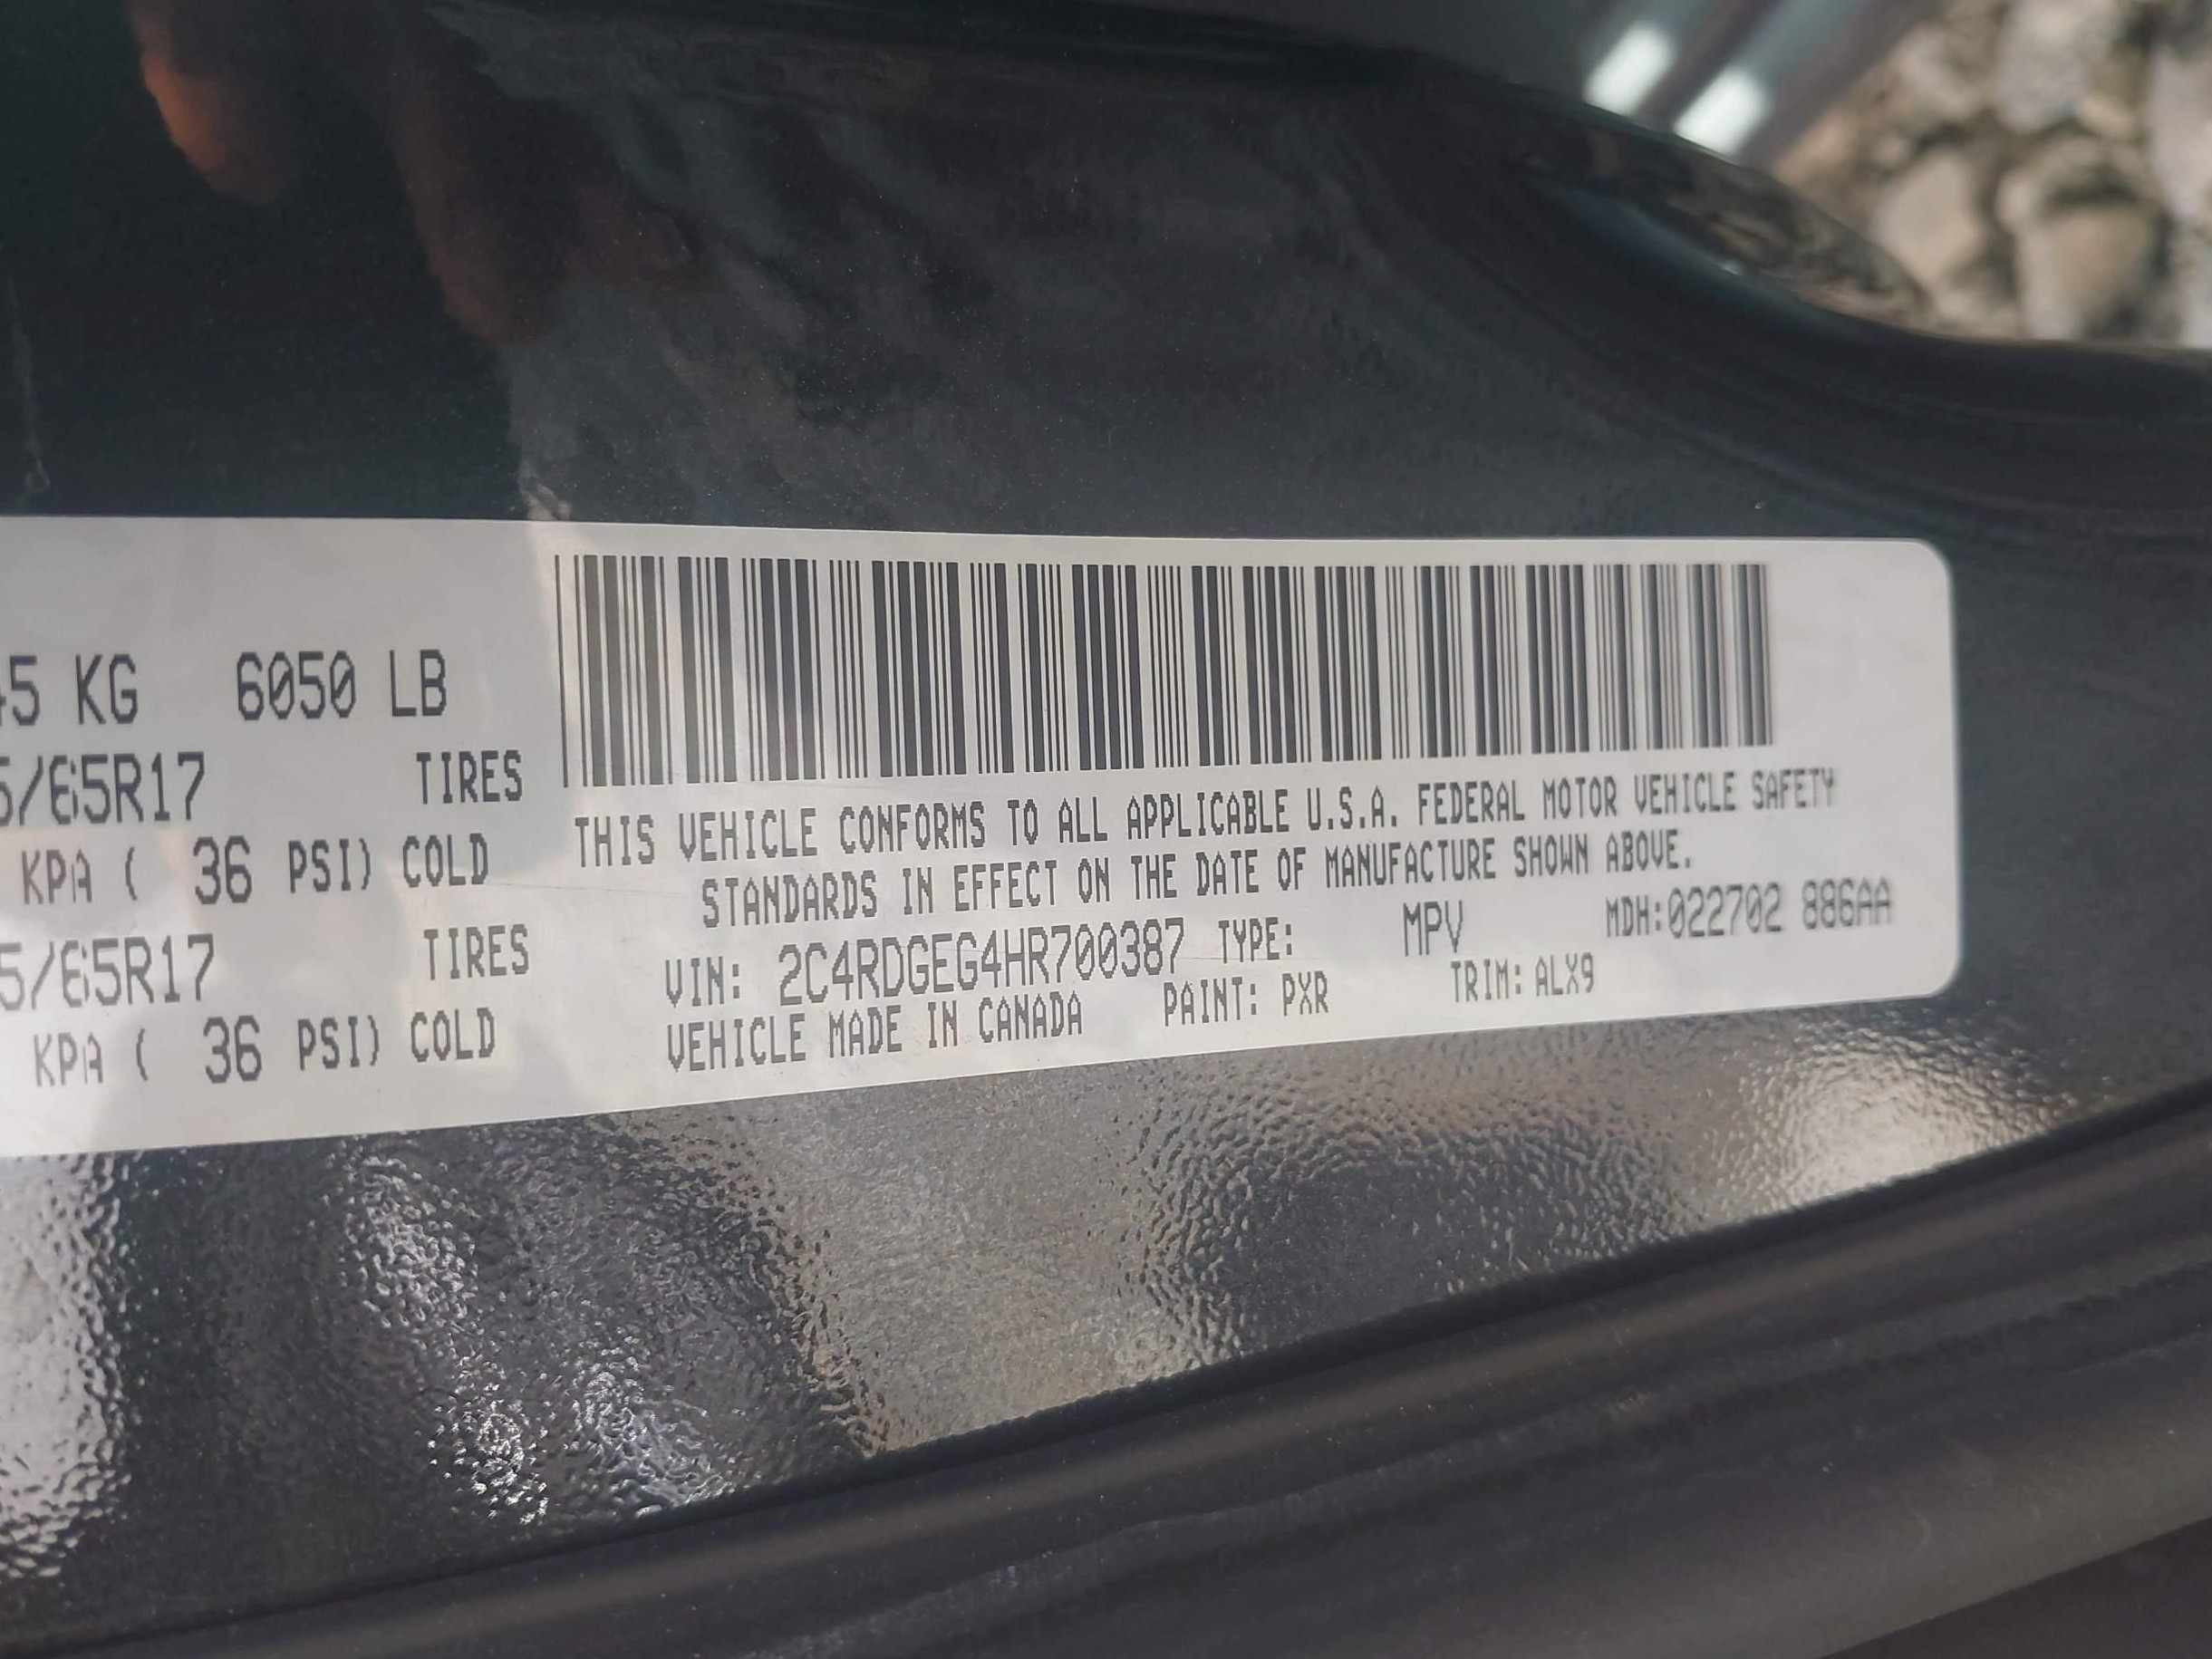 45 KG 6050 LB
5/65R17 TIRES
KPA ( 36 PSI) COLD
5/65R17 TIRES
KPA ( 36 PSI) COLD
THIS VEHICLE CONFORMS TO ALL APPLICABLE U.S.A. FEDERAL MOTOR VEHICLE SAFETY
STANDARDS IN EFFECT ON THE DATE OF MANUFACTURE SHOWN ABOVE.
VIN: 2C4RDGEG4HR700387 TYPE: MPV MDH:022702 886AA
VEHICLE MADE IN CANADA PAINT: PXR TRIM: ALX9